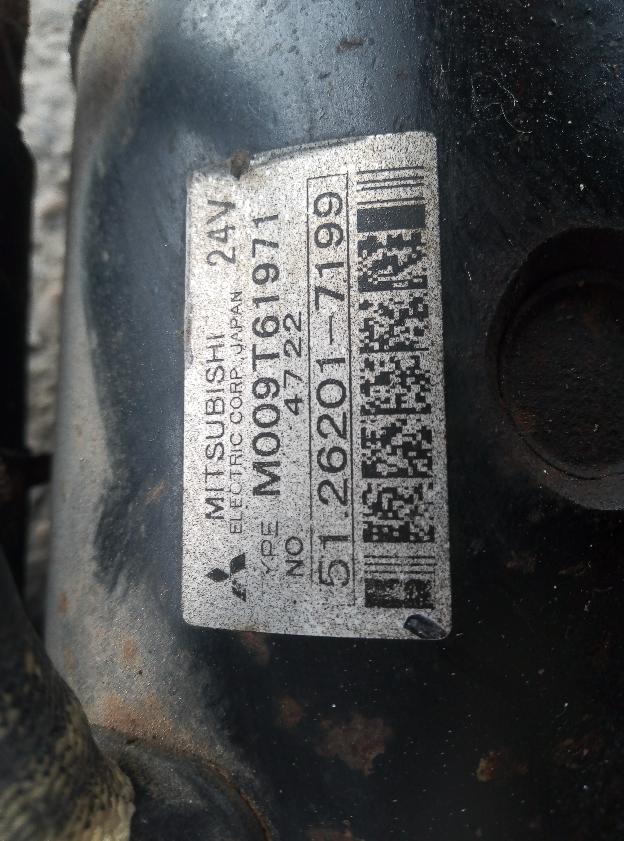 MITSUBISHI 24V
ELECTRIC CORP. JAPAN
YPE M009T61971
NO 4722
51.26201-7199